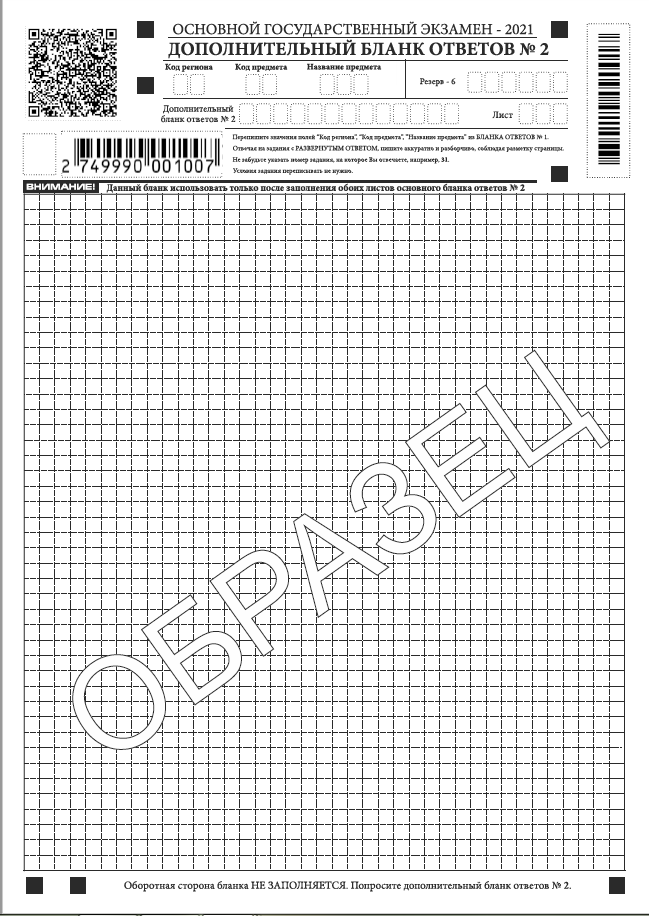 ОСНОВНОЙ ГОСУДАРСТВЕННЫЙ ЭКЗАМЕН - 2021
ДОПОЛНИТЕЛЬНЫЙ БЛАНК ОТВЕТОВ № 2
Код региона Код предмета Название предмета
Резерв - 6
Дополнительный
бланк ответов № 2
Лист
2 749990 001007
Перепишите значения полей "Код региона", "Код предмета", "Название предмета" из БЛАНКА ОТВЕТОВ № 1.
Отвечая на задания с РАЗВЕРНУТЫМ ОТВЕТОМ, пишите аккуратно и разборчиво, соблюдая разметку страницы.
Не забудьте указать номер задания, на которое Вы отвечаете, например, 31.
Условия задания переписывать не нужно.
ВНИМАНИЕ! Данный бланк использовать только после заполнения обоих листов основного бланка ответов № 2
ОБРАЗЕЦ
Оборотная сторона бланка НЕ ЗАПОЛНЯЕТСЯ. Попросите дополнительный бланк ответов № 2.